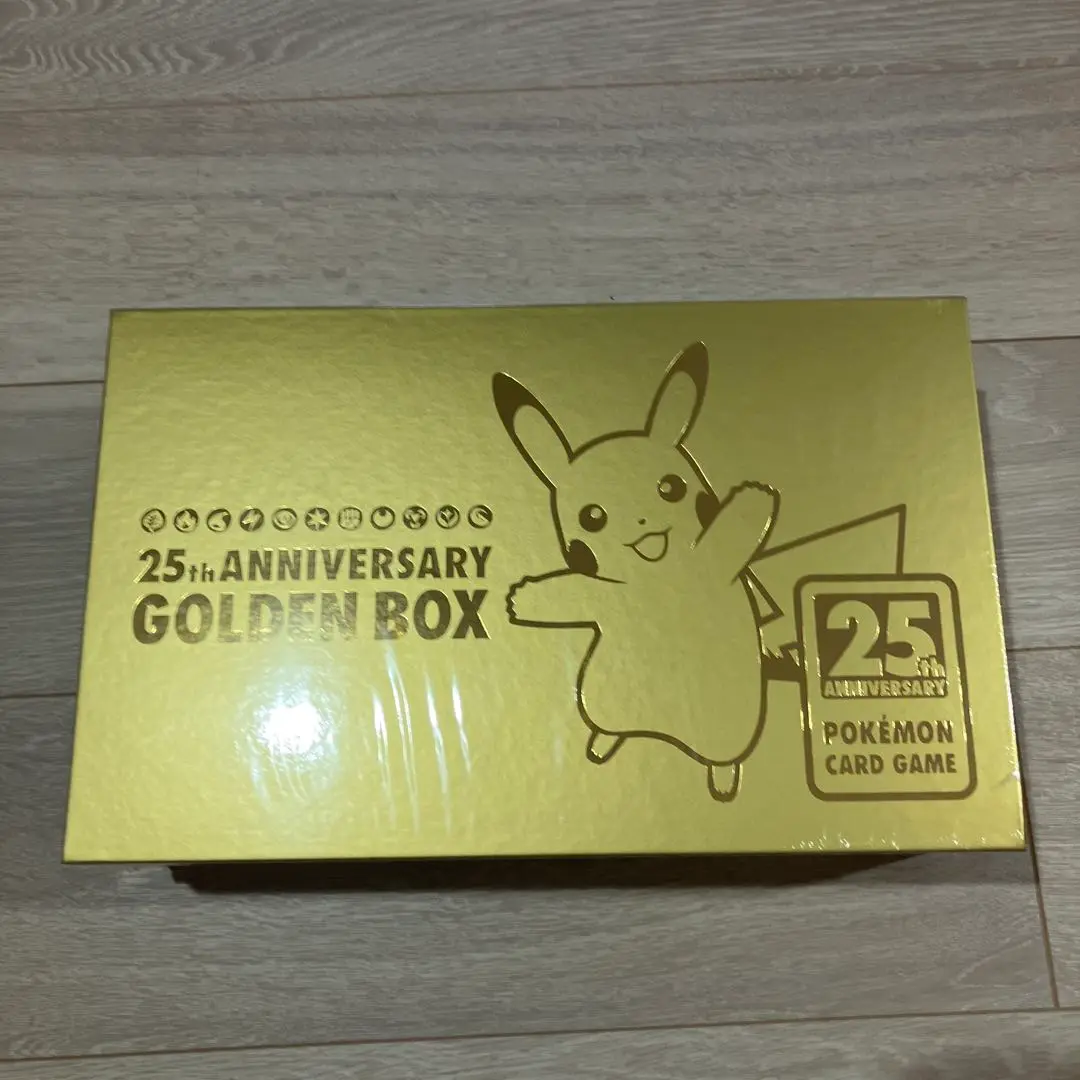 25th ANNIVERSARY
GOLDEN BOX
25th
ANNIVERSARY
POKÉMON
CARD GAME